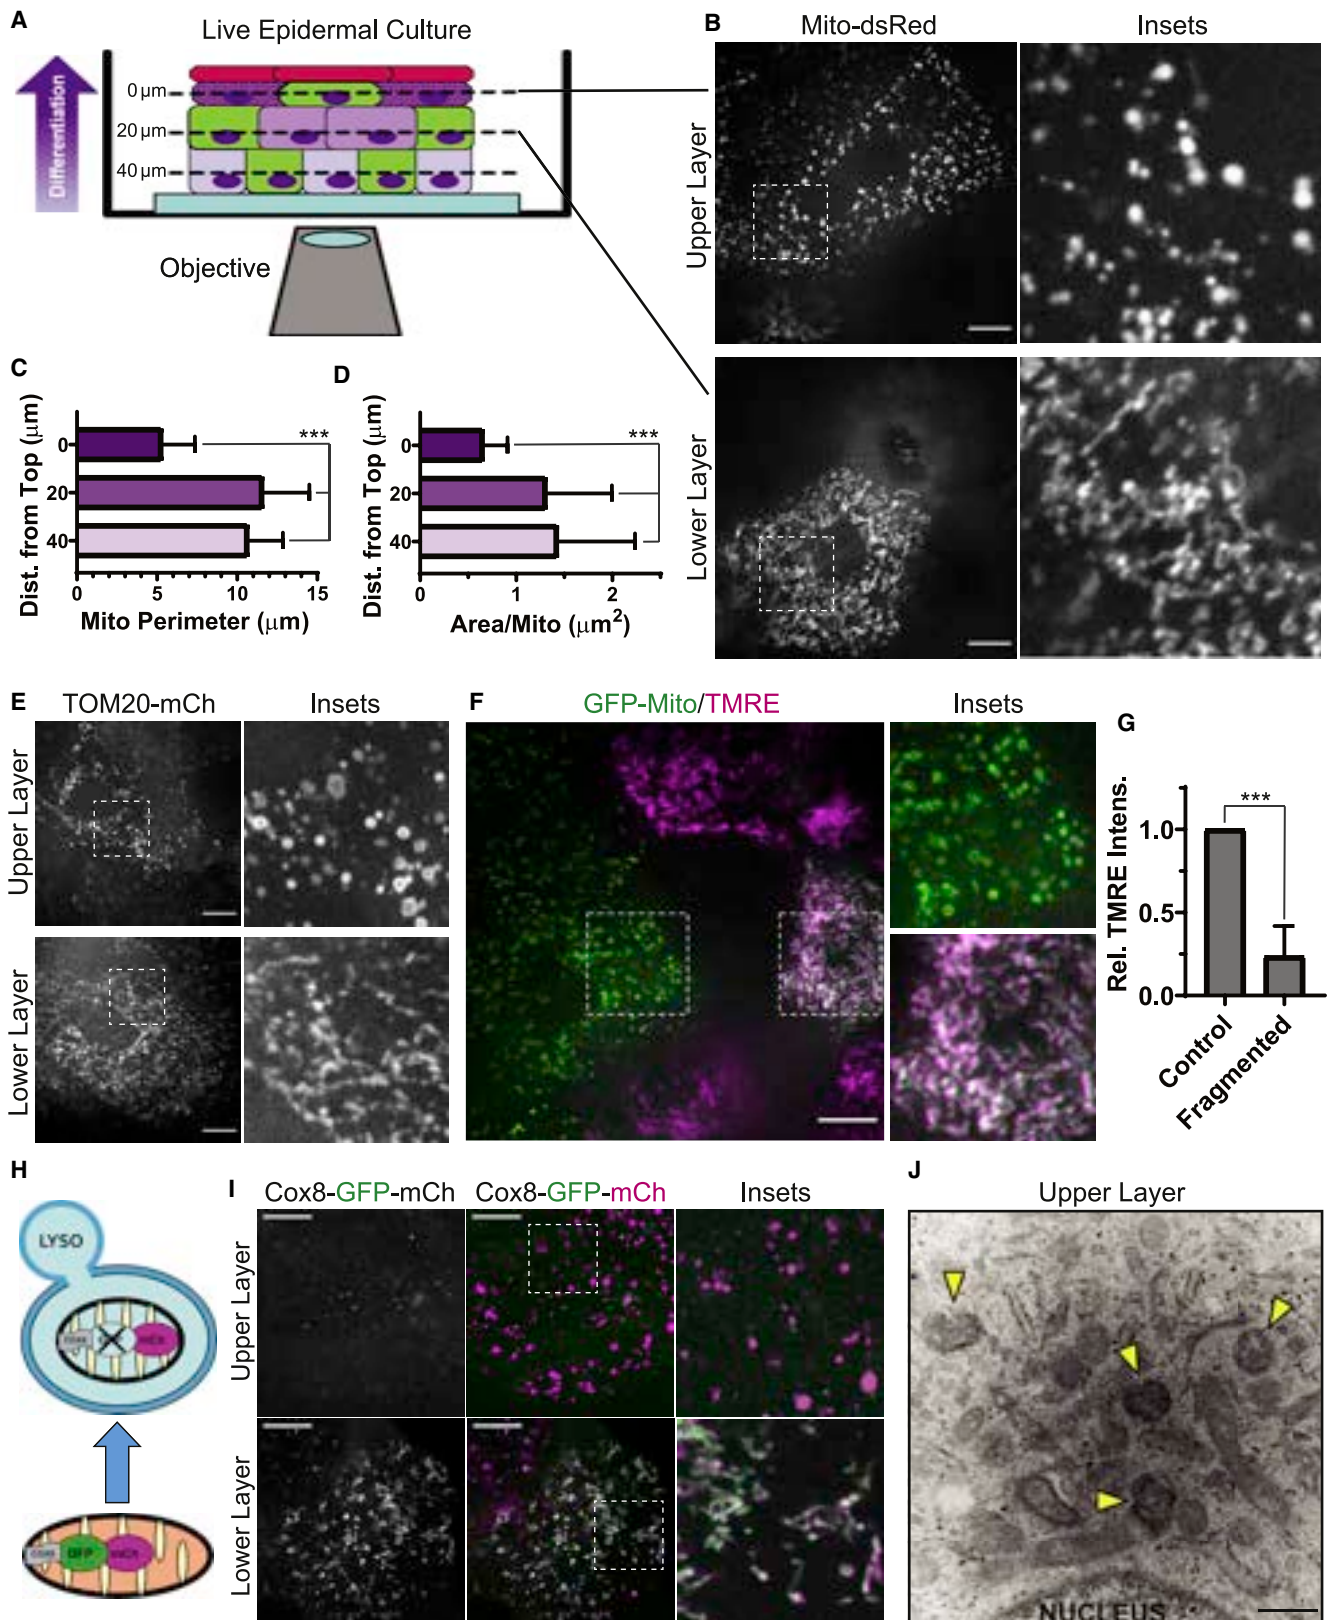 A
Live Epidermal Culture
Differentiation
0 μm
20 μm
40 μm
Objective
B
Mito-dsRed
Insets
Upper Layer
Lower Layer
C
Dist. from Top (μm)
0
20
40
0
5
10
15
Mito Perimeter (μm)
***
D
Dist. from Top (μm)
0
20
40
0
1
2
Area/Mito (μm²)
***
E
TOM20-mCh
Insets
Upper Layer
Lower Layer
F
GFP-Mito/TMRE
Insets
G
Rel. TMRE Intens.
1.0
0.5
0.0
***
Control
Fragmented
H
LYSO
GFP
I
Cox8-GFP-mCh
Cox8-GFP-mCh
Insets
Upper Layer
Lower Layer
J
Upper Layer
NUCLEUS